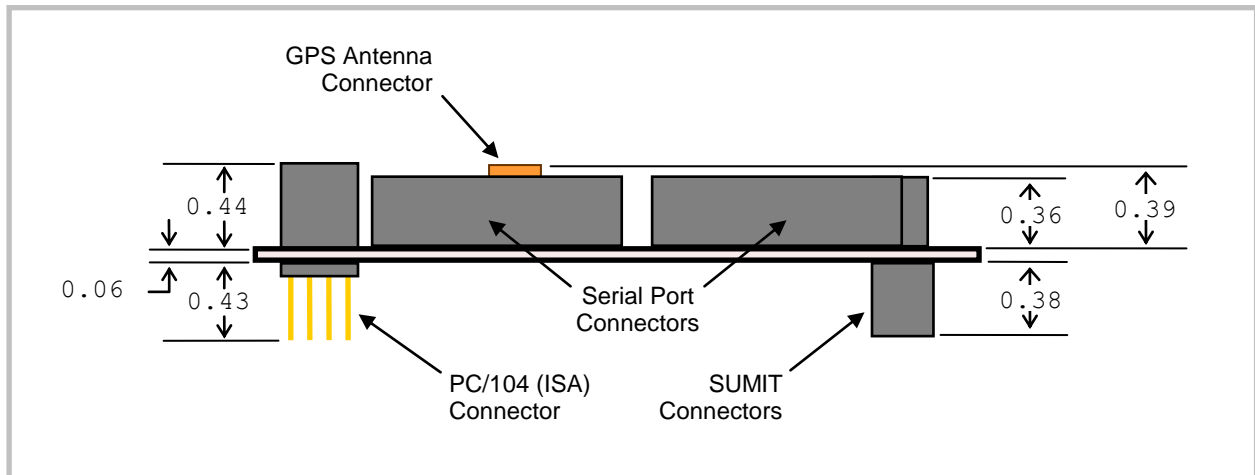 GPS Antenna
Connector
0.44
0.36
0.39
0.06
0.43
Serial Port
Connectors
0.38
PC/104 (ISA)
Connector
SUMIT
Connectors